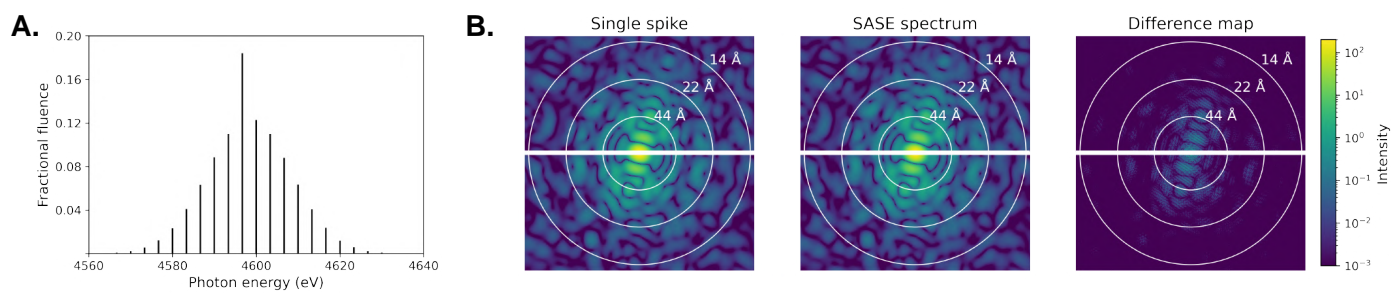 A.
0.20
0.16
0.12
0.08
0.04
Fractional fluence
4560
4580
4600
4620
4640
Photon energy (eV)
B.
Single spike
14 Å
22 Å
44 Å
SASE spectrum
14 Å
22 Å
44 Å
Difference map
14 Å
22 Å
44 Å
10²
10¹
10⁰
10⁻¹
10⁻²
10⁻³
Intensity